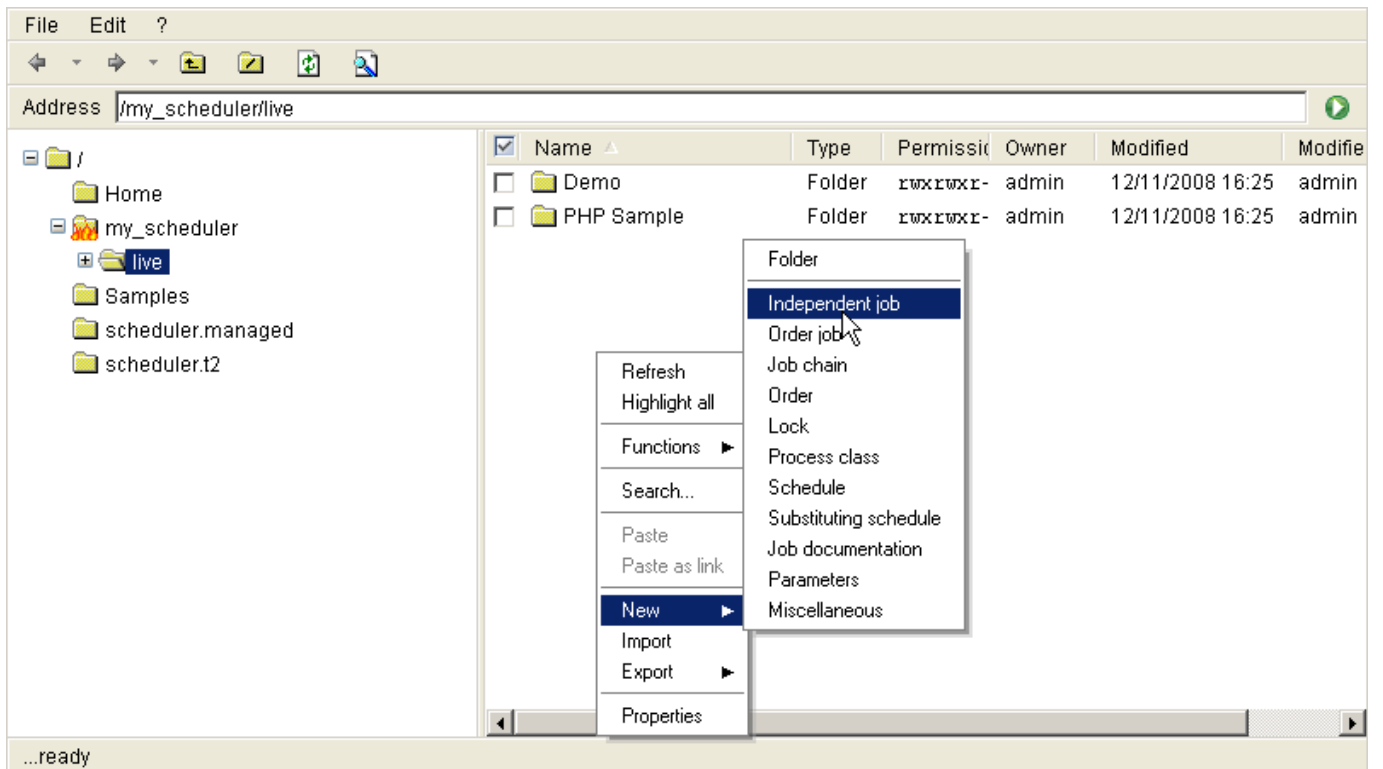 File Edit ?
Address /my_scheduler/live
/
Home
my_scheduler
live
Samples
scheduler.managed
scheduler.t2
Name Type Permissic Owner Modified Modifie
Demo Folder rwxrwxr- admin 12/11/2008 16:25 admin
PHP Sample Folder rwxrwxr- admin 12/11/2008 16:25 admin
Refresh
Highlight all
Functions
Search...
Paste
Paste as link
New
Import
Export
Properties
Folder
Independent job
Order job
Job chain
Order
Lock
Process class
Schedule
Substituting schedule
Job documentation
Parameters
Miscellaneous
...ready